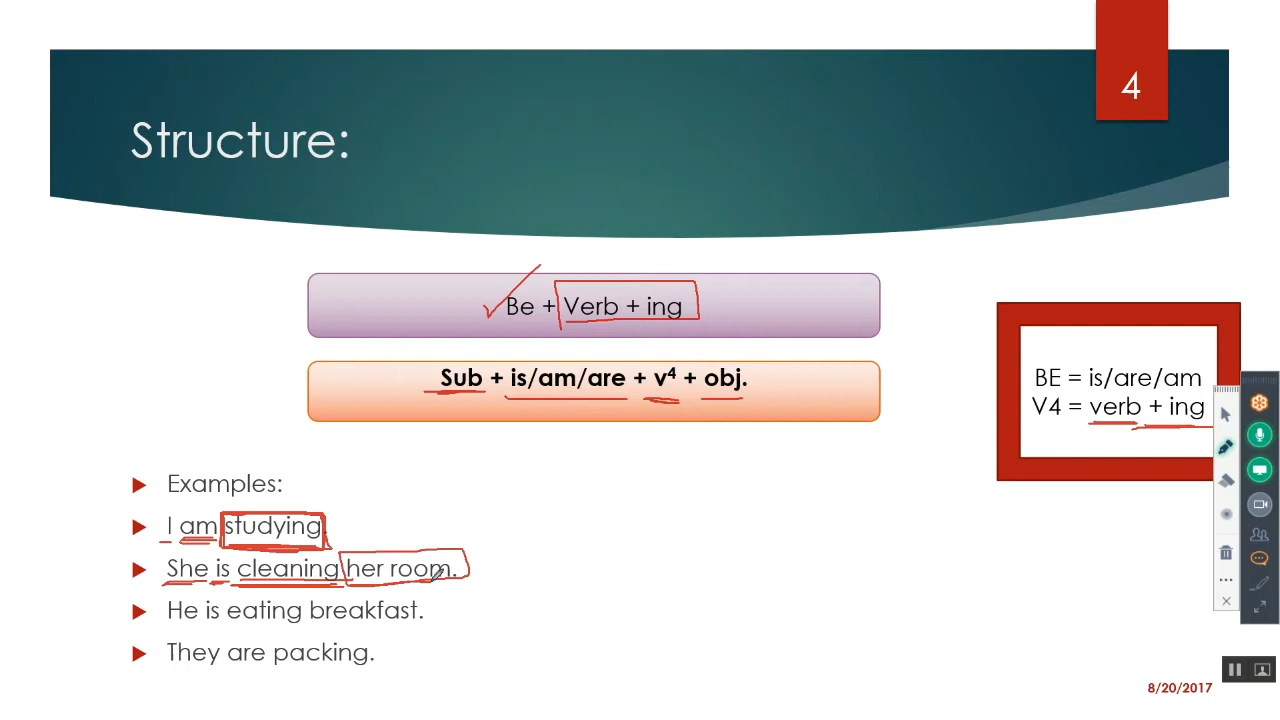 4
Structure:
Be + Verb + ing
Sub + is/am/are + v⁴ + obj.
BE = is/are/am
V4 = verb + ing
Examples:
I am studying.
She is cleaning her room.
He is eating breakfast.
They are packing.
8/20/2017